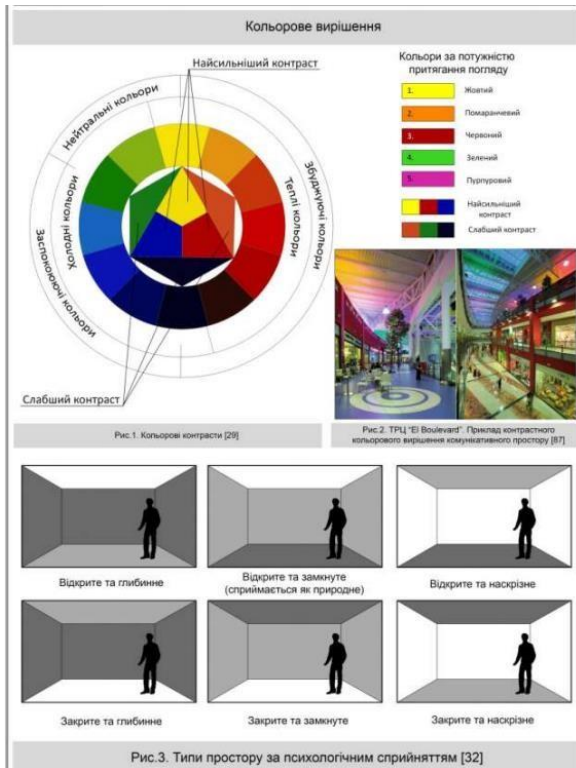 Кольорове вирішення
Найсильніший контраст
Нейтральні кольори
Холодні кольори
Заспокоюючі кольори
Теплі кольори
Збуджуючі кольори
Слабший контраст
Кольори за потужністю
притягання погляду
1. Жовтий
2. Помаранчевий
3. Червоний
4. Зелений
5. Пурпуровий
Найсильніший
контраст
Слабший контраст
Рис.1. Кольорові контрасти [29]
Рис.2. ТРЦ "El Boulevard". Приклад контрастного
кольорового вирішення комунікативного простору [87]
Відкрите та глибинне
Відкрите та замкнуте
(сприймається як природне)
Відкрите та наскрізне
Закрите та глибинне
Закрите та замкнуте
Закрите та наскрізне
Рис.3. Типи простору за психологічним сприйняттям [32]